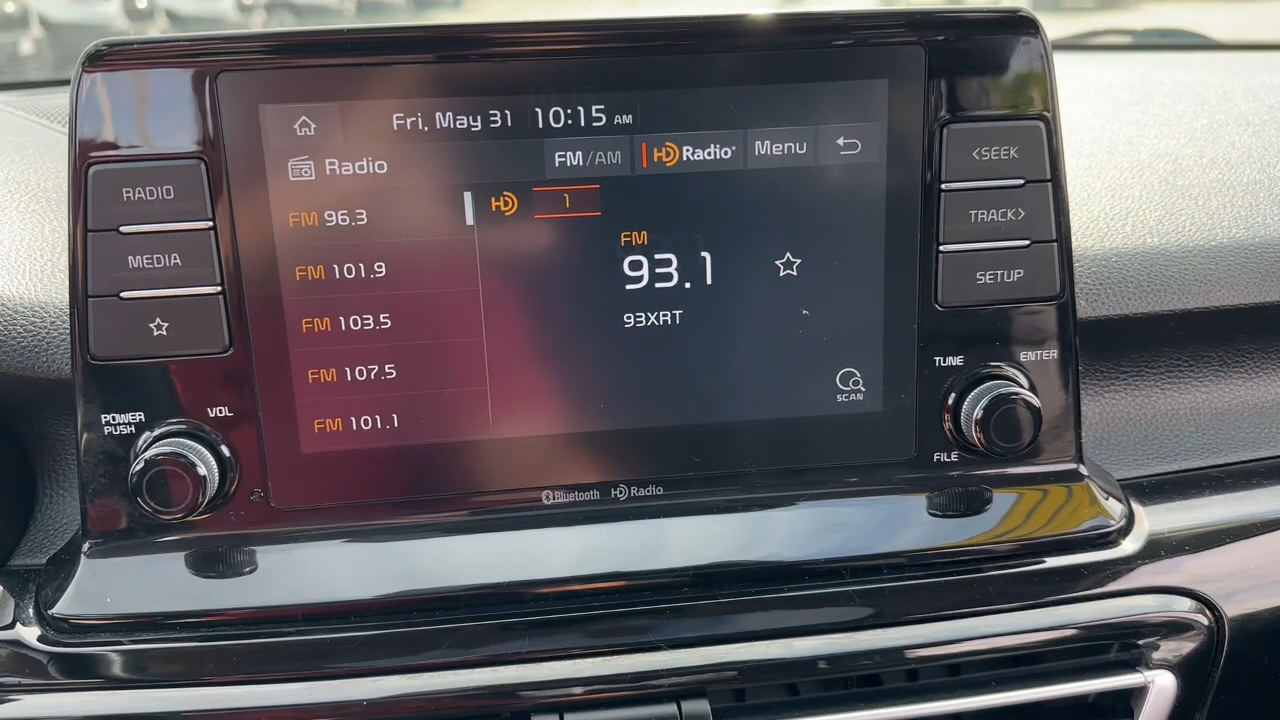 Fri, May 31 10:15 AM
Radio
FM/AM
HD Radio
Menu
FM 96.3
FM 101.9
FM 103.5
FM 107.5
FM 101.1
HD 1
FM
93.1
93XRT
SCAN
RADIO
MEDIA
POWER
PUSH
VOL
<SEEK
TRACK>
SETUP
TUNE
ENTER
FILE
Bluetooth HD Radio